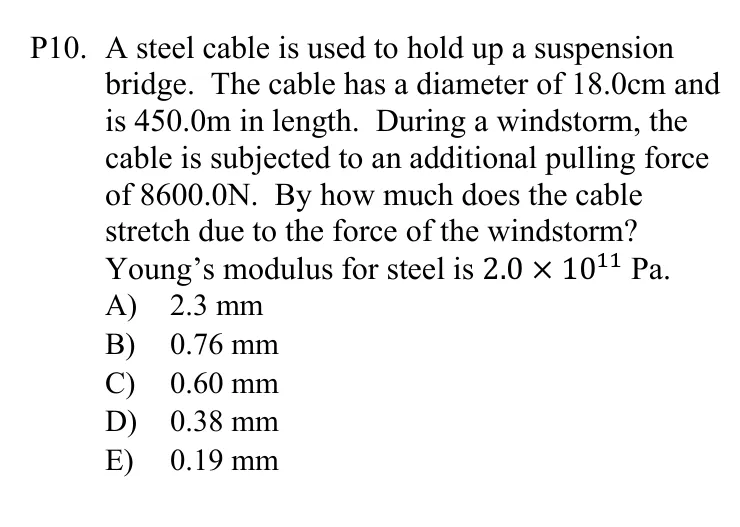 P10. A steel cable is used to hold up a suspension
bridge. The cable has a diameter of 18.0cm and
is 450.0m in length. During a windstorm, the
cable is subjected to an additional pulling force
of 8600.0N. By how much does the cable
stretch due to the force of the windstorm?
Young’s modulus for steel is 2.0 × 10¹¹ Pa.
A) 2.3 mm
B) 0.76 mm
C) 0.60 mm
D) 0.38 mm
E) 0.19 mm